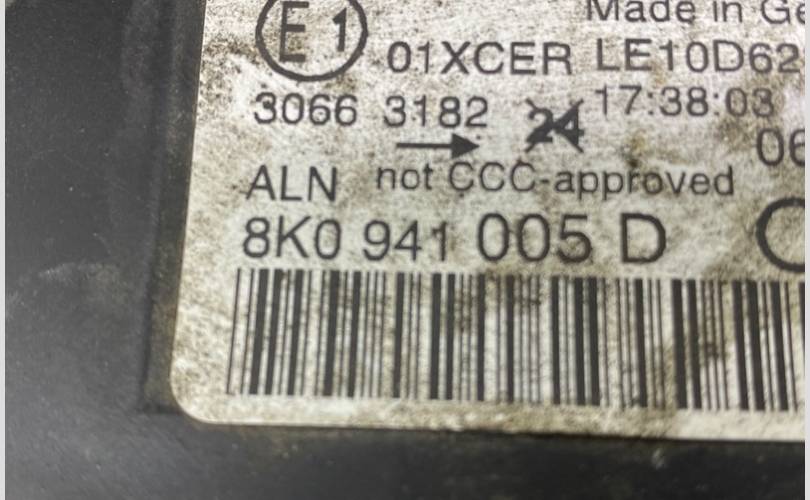 Made in Ge
E1
01XCER LE10D62
3066 3182 24 17:38:03
06
ALN not CCC-approved
8K0 941 005 D